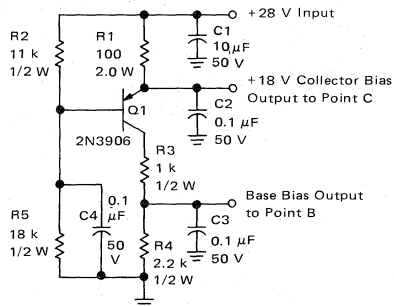 +28 V Input
R2
11 k
1/2 W
R1
100
2.0 W
C1
10 µF
50 V
+18 V Collector Bias
Output to Point C
Q1
2N3906
C2
0.1 µF
50 V
R3
1 k
1/2 W
Base Bias Output
to Point B
R5
18 k
1/2 W
C4
0.1
µF
50
V
R4
2.2 k
1/2 W
C3
0.1 µF
50 V